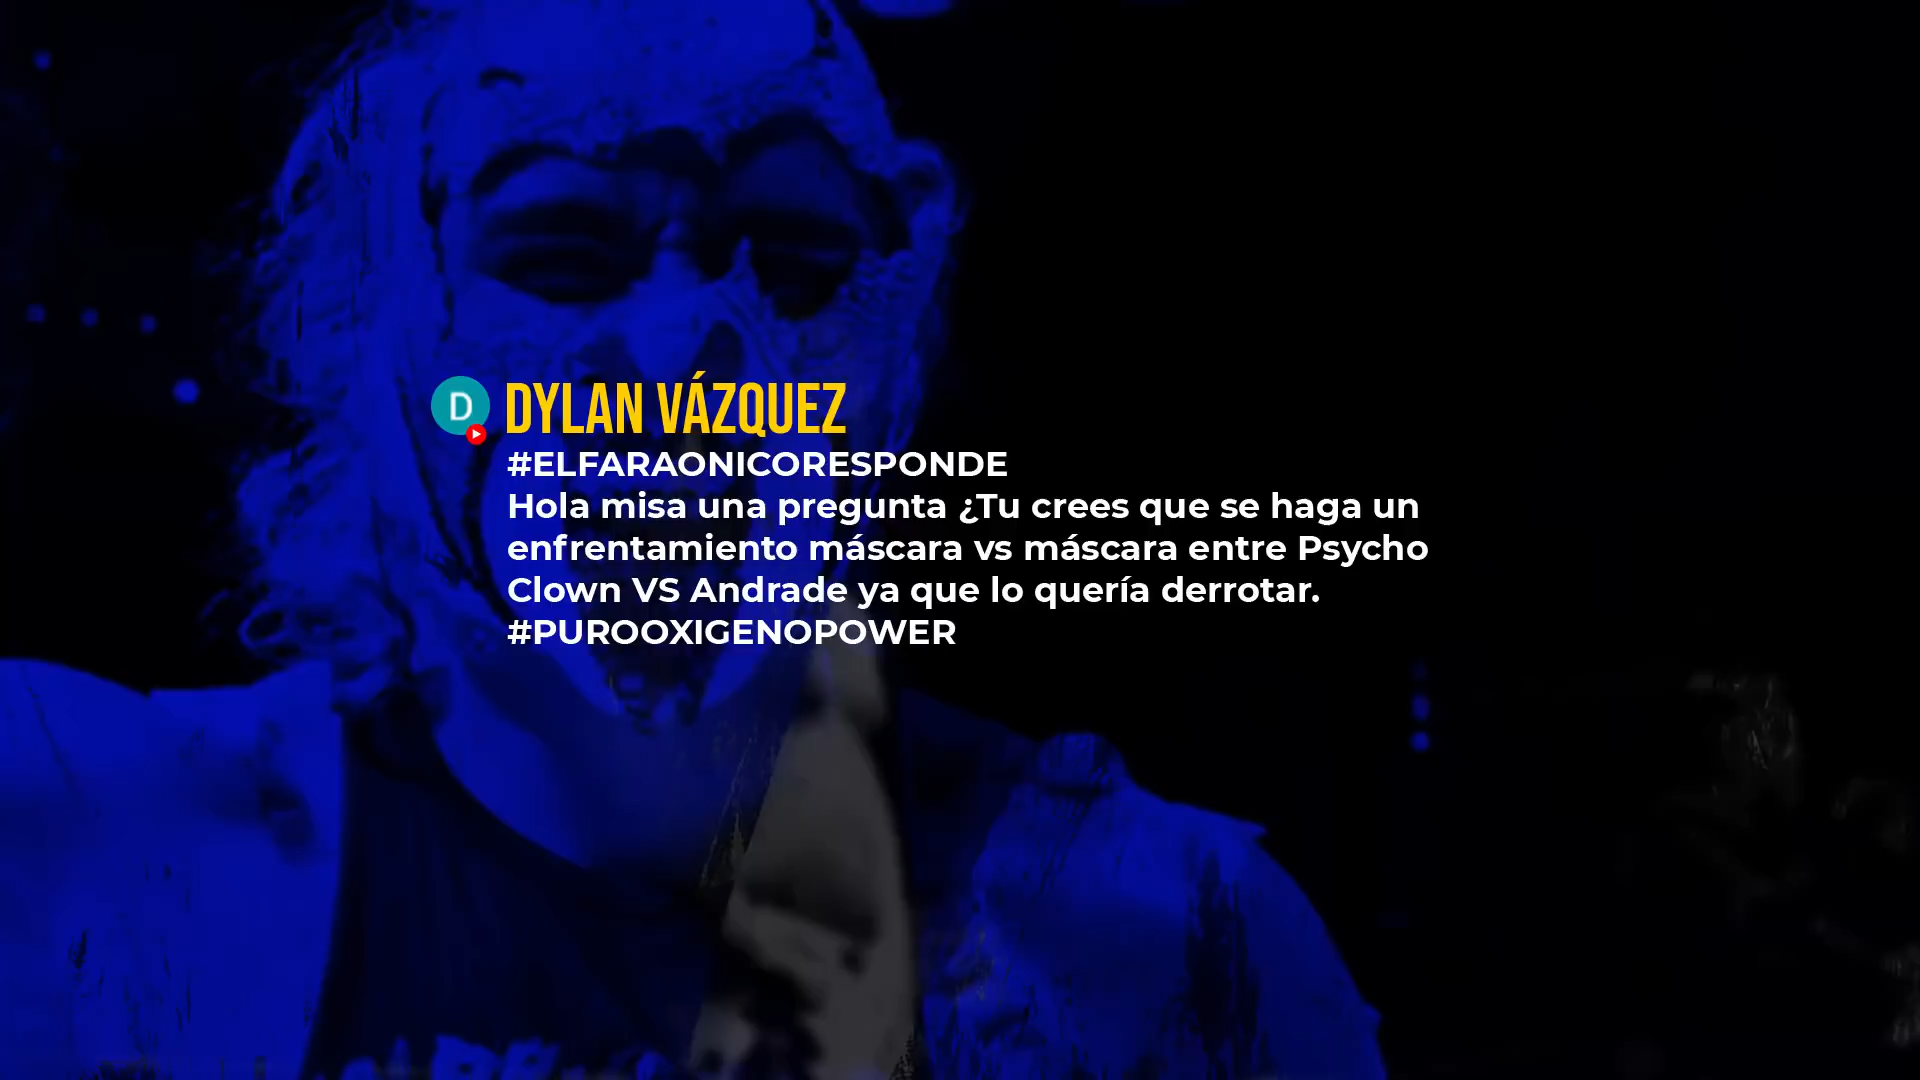 D
DYLAN VÁZQUEZ
#ELFARAONICORESPONDE
Hola misa una pregunta ¿Tu crees que se haga un
enfrentamiento máscara vs máscara entre Psycho
Clown VS Andrade ya que lo quería derrotar.
#PUROOXIGENOPOWER